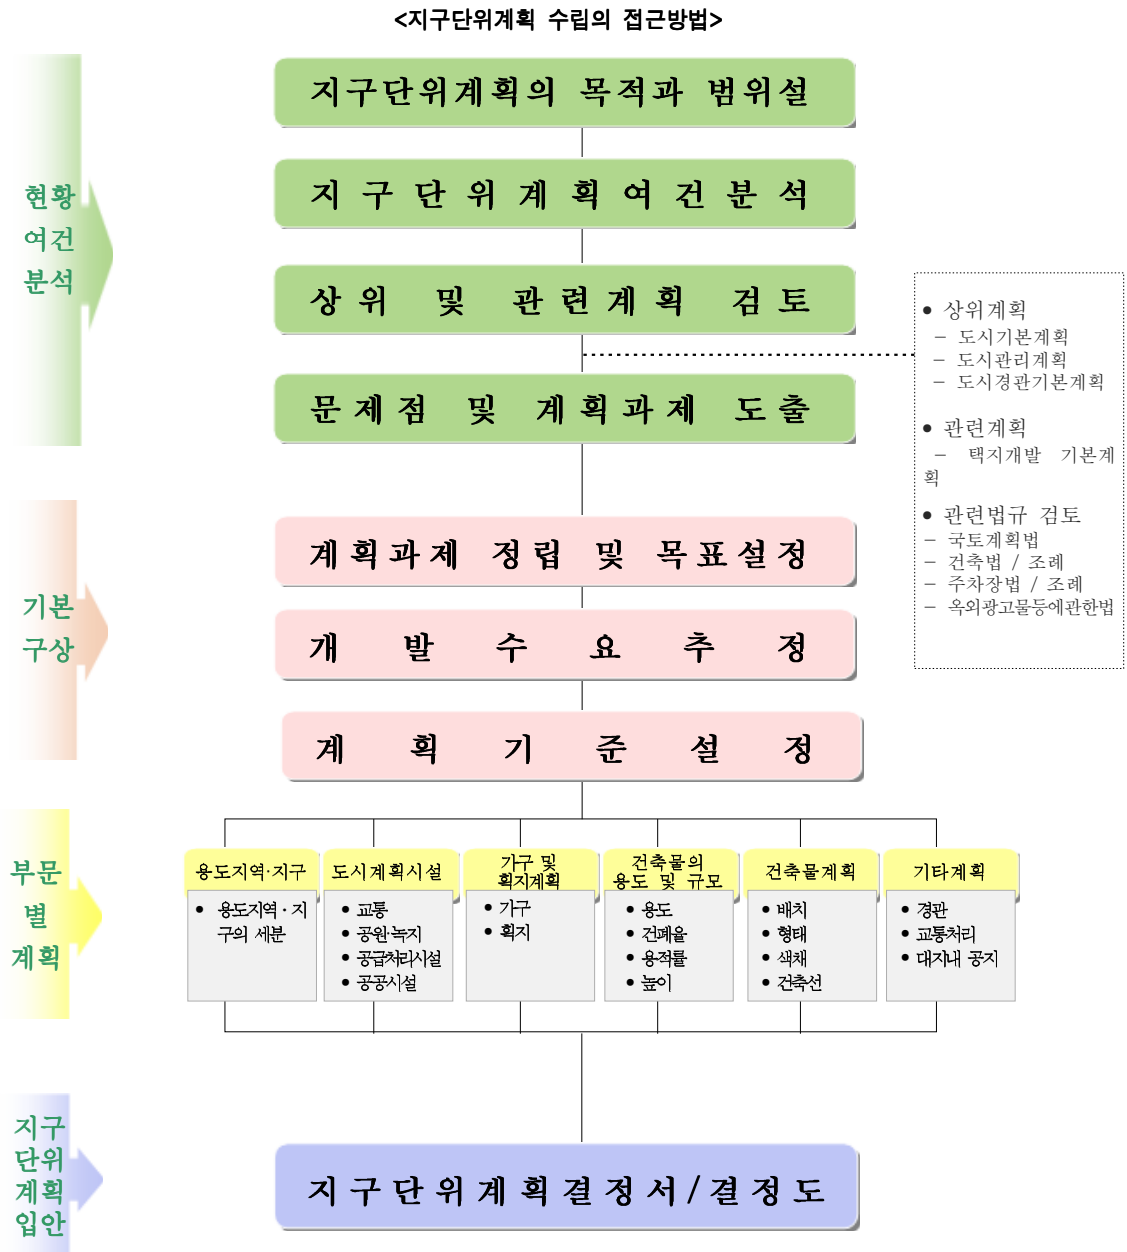 <지구단위계획 수립의 접근방법>
현황
여건
분석
지구단위계획의 목적과 범위설
지구단위계획여건분석
상위 및 관련계획 검토
문제점 및 계획과제 도출
• 상위계획
– 도시기본계획
– 도시관리계획
– 도시경관기본계획
• 관련계획
– 택지개발 기본계
획
• 관련법규 검토
– 국토계획법
– 건축법 / 조례
– 주차장법 / 조례
– 옥외광고물등에관한법
기본
구상
계획과제 정립 및 목표설정
개발수요추정
계획기준설정
부문
별
계획
용도지역·지구
• 용도지역·지
구의 세분
도시계획시설
• 교통
• 공원·녹지
• 공급처리시설
• 공공시설
가구 및
획지계획
• 가구
• 획지
건축물의
용도 및 규모
• 용도
• 건폐율
• 용적률
• 높이
건축물계획
• 배치
• 형태
• 색채
• 건축선
기타계획
• 경관
• 교통처리
• 대지내 공지
지구
단위
계획
입안
지구단위계획결정서/결정도